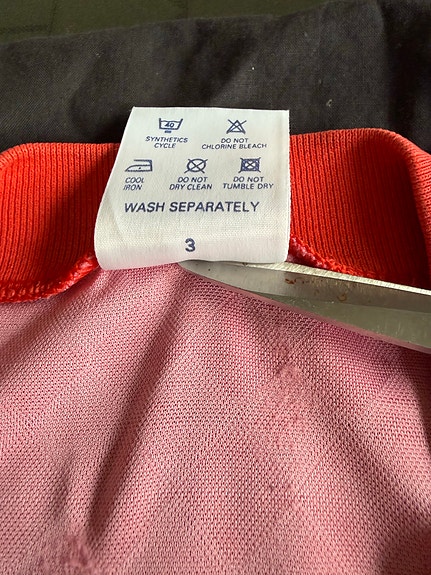 40
SYNTHETICS CYCLE
DO NOT CHLORINE BLEACH
COOL IRON
DO NOT DRY CLEAN
DO NOT TUMBLE DRY
WASH SEPARATELY
3